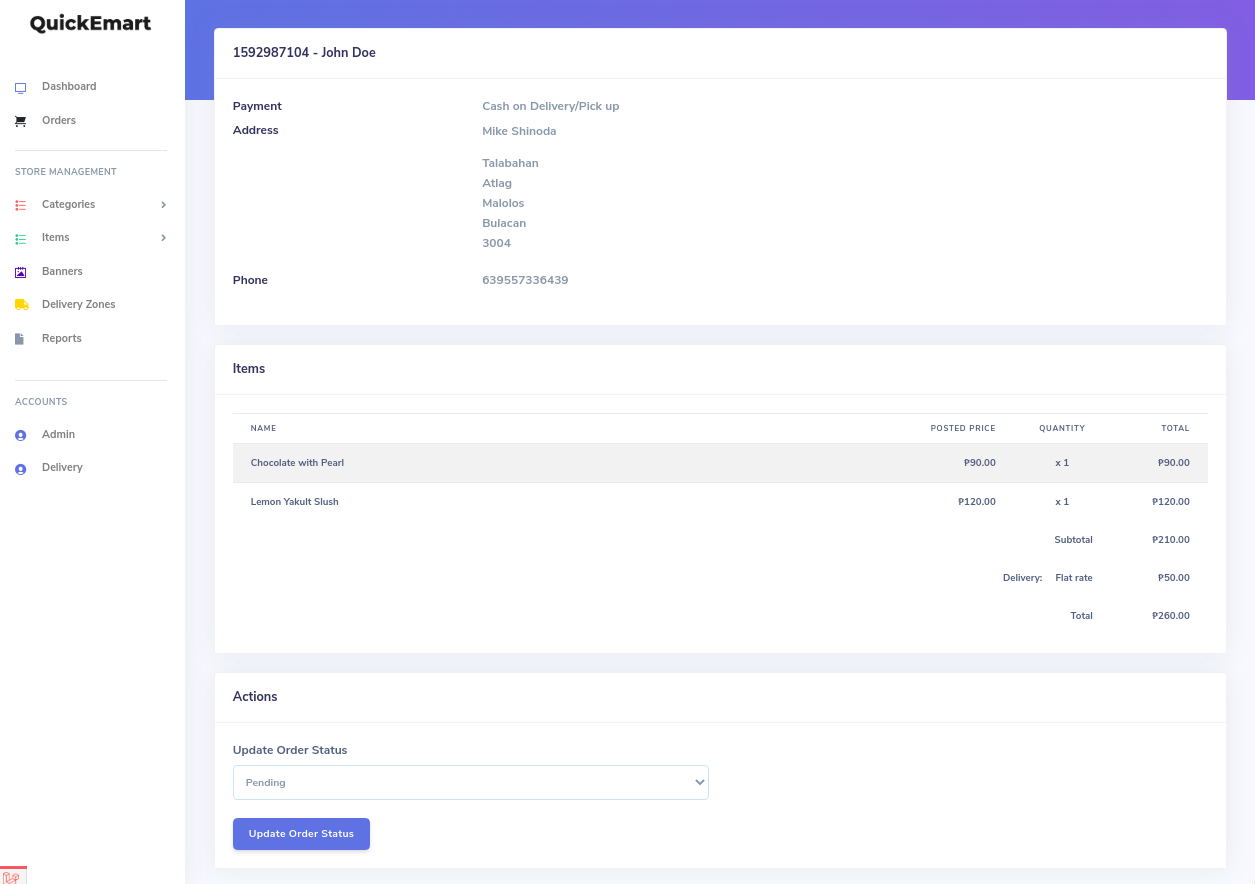 QuickEmart
Dashboard
Orders
STORE MANAGEMENT
Categories
Items
Banners
Delivery Zones
Reports
ACCOUNTS
Admin
Delivery
1592987104 - John Doe
Payment Cash on Delivery/Pick up
Address Mike Shinoda
Talabahan
Atlag
Malolos
Bulacan
3004
Phone 639557336439
Items
NAME POSTED PRICE QUANTITY TOTAL
Chocolate with Pearl ₱90.00 x 1 ₱90.00
Lemon Yakult Slush ₱120.00 x 1 ₱120.00
Subtotal ₱210.00
Delivery: Flat rate ₱50.00
Total ₱260.00
Actions
Update Order Status
Pending
Update Order Status